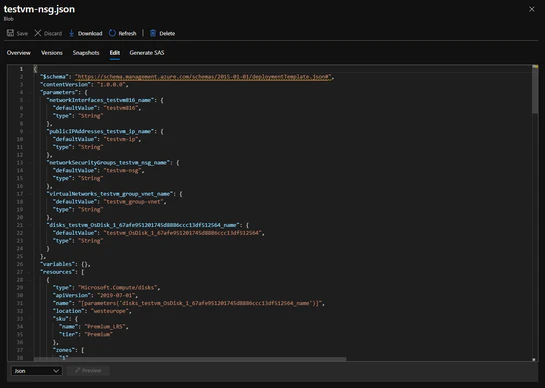 testvm-nsg.json
Blob
Save Discard Download Refresh Delete
Overview Versions Snapshots Edit Generate SAS
1 {
2 "$schema": "https://schema.management.azure.com/schemas/2015-01-01/deploymentTemplate.json#",
3 "contentVersion": "1.0.0.0",
4 "parameters": {
5 "networkInterfaces_testvm816_name": {
6 "defaultValue": "testvm816",
7 "type": "String"
8 },
9 "publicIPAddresses_testvm_ip_name": {
10 "defaultValue": "testvm-ip",
11 "type": "String"
12 },
13 "networkSecurityGroups_testvm_nsg_name": {
14 "defaultValue": "testvm-nsg",
15 "type": "String"
16 },
17 "virtualNetworks_testvm_group_vnet_name": {
18 "defaultValue": "testvm_group-vnet",
19 "type": "String"
20 },
21 "disks_testvm_OsDisk_1_67afe951201745d8886ccc13df512564_name": {
22 "defaultValue": "testvm_OsDisk_1_67afe951201745d8886ccc13df512564",
23 "type": "String"
24 }
25 },
26 "variables": {},
27 "resources": [
28 {
29 "type": "Microsoft.Compute/disks",
30 "apiVersion": "2019-07-01",
31 "name": "[parameters('disks_testvm_OsDisk_1_67afe951201745d8886ccc13df512564_name')]",
32 "location": "westeurope",
33 "sku": {
34 "name": "Premium_LRS",
35 "tier": "Premium"
36 },
37 "zones": [
38 "1"
Json Preview